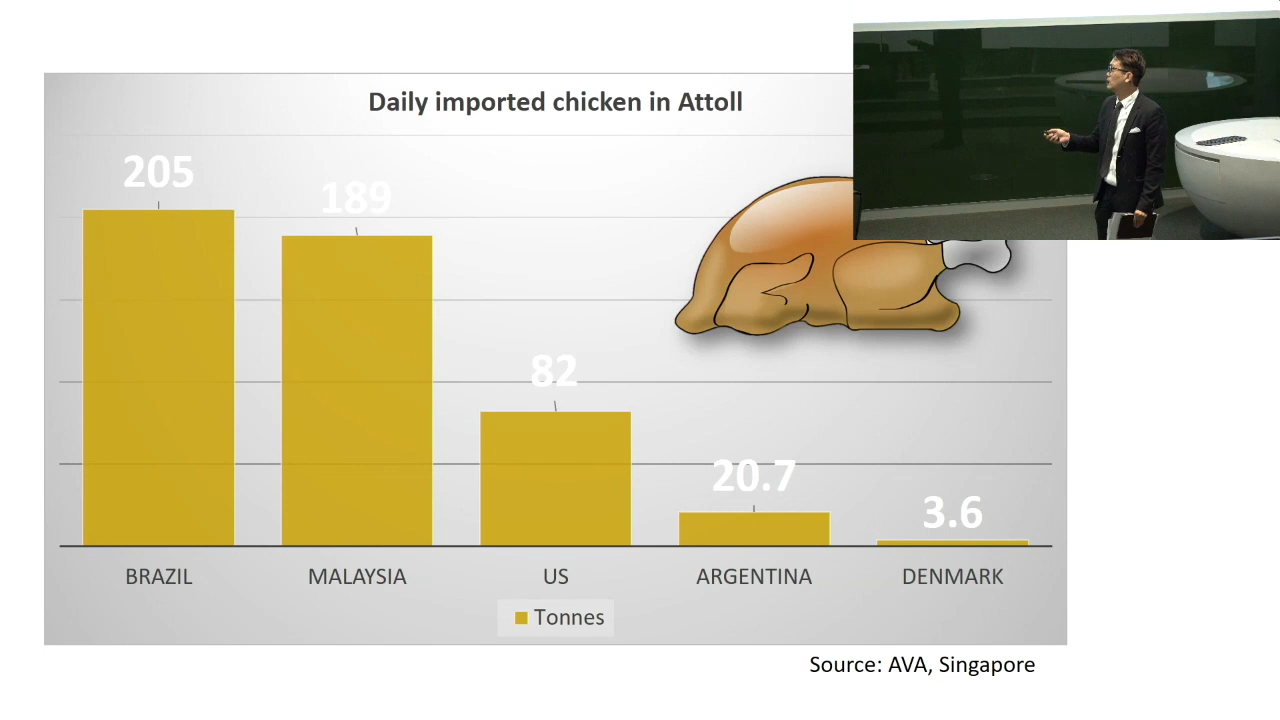 Daily imported chicken in Attoll
205
189
82
20.7
3.6
BRAZIL MALAYSIA US ARGENTINA DENMARK
Tonnes
Source: AVA, Singapore